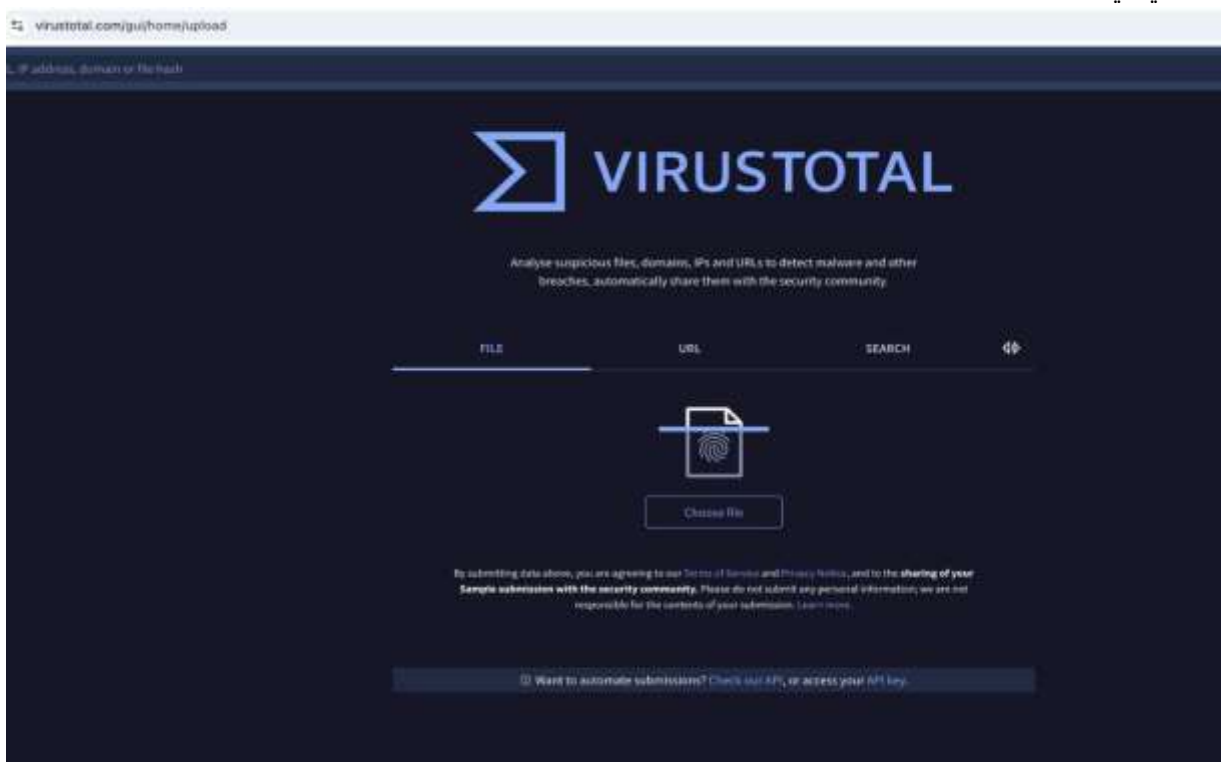 virustotal.com/gui/home/upload
IP address, domain or file hash
VIRUSTOTAL
Analyse suspicious files, domains, IPs and URLs to detect malware and other
breaches, automatically share them with the security community.
FILE URL SEARCH
Choose file
By submitting data above, you are agreeing to our Terms of Service and Privacy Notice, and to the sharing of your
Sample submission with the security community. Please do not submit any personal information; we are not
responsible for the contents of your submission. Learn more.
Want to automate submissions? Check our API, or access your API key.